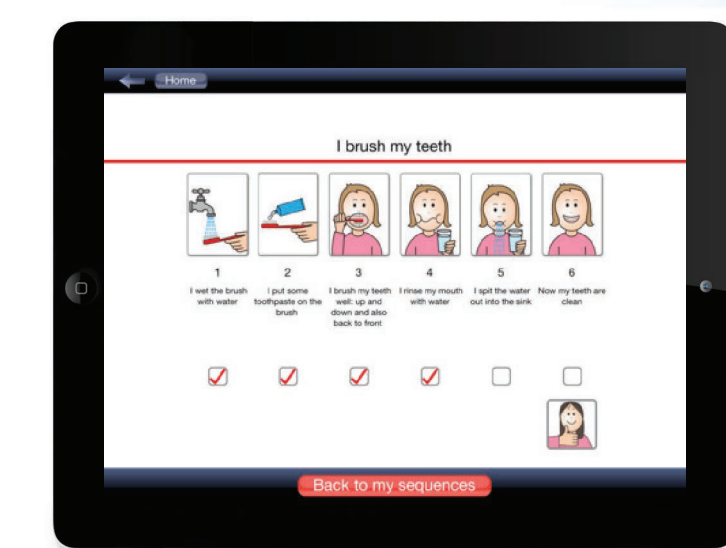 Home
I brush my teeth
1
I wet the brush
with water
2
I put some
toothpaste on the
brush
3
I brush my teeth
well: up and
down and also
back to front
4
I rinse my mouth
with water
5
I spit the water
out into the sink
6
Now my teeth are
clean
Back to my sequences